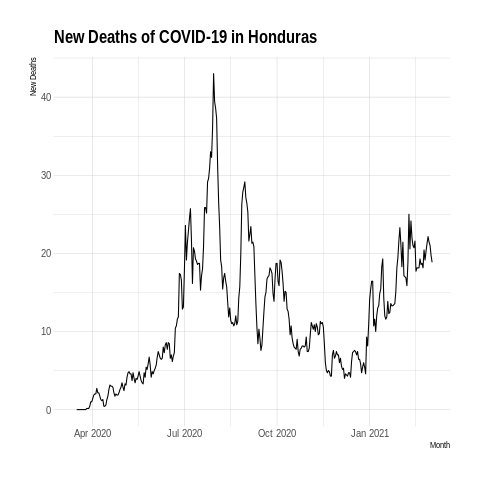 New Deaths of COVID-19 in Honduras
New Deaths
40
30
20
10
0
Apr 2020
Jul 2020
Oct 2020
Jan 2021
Month